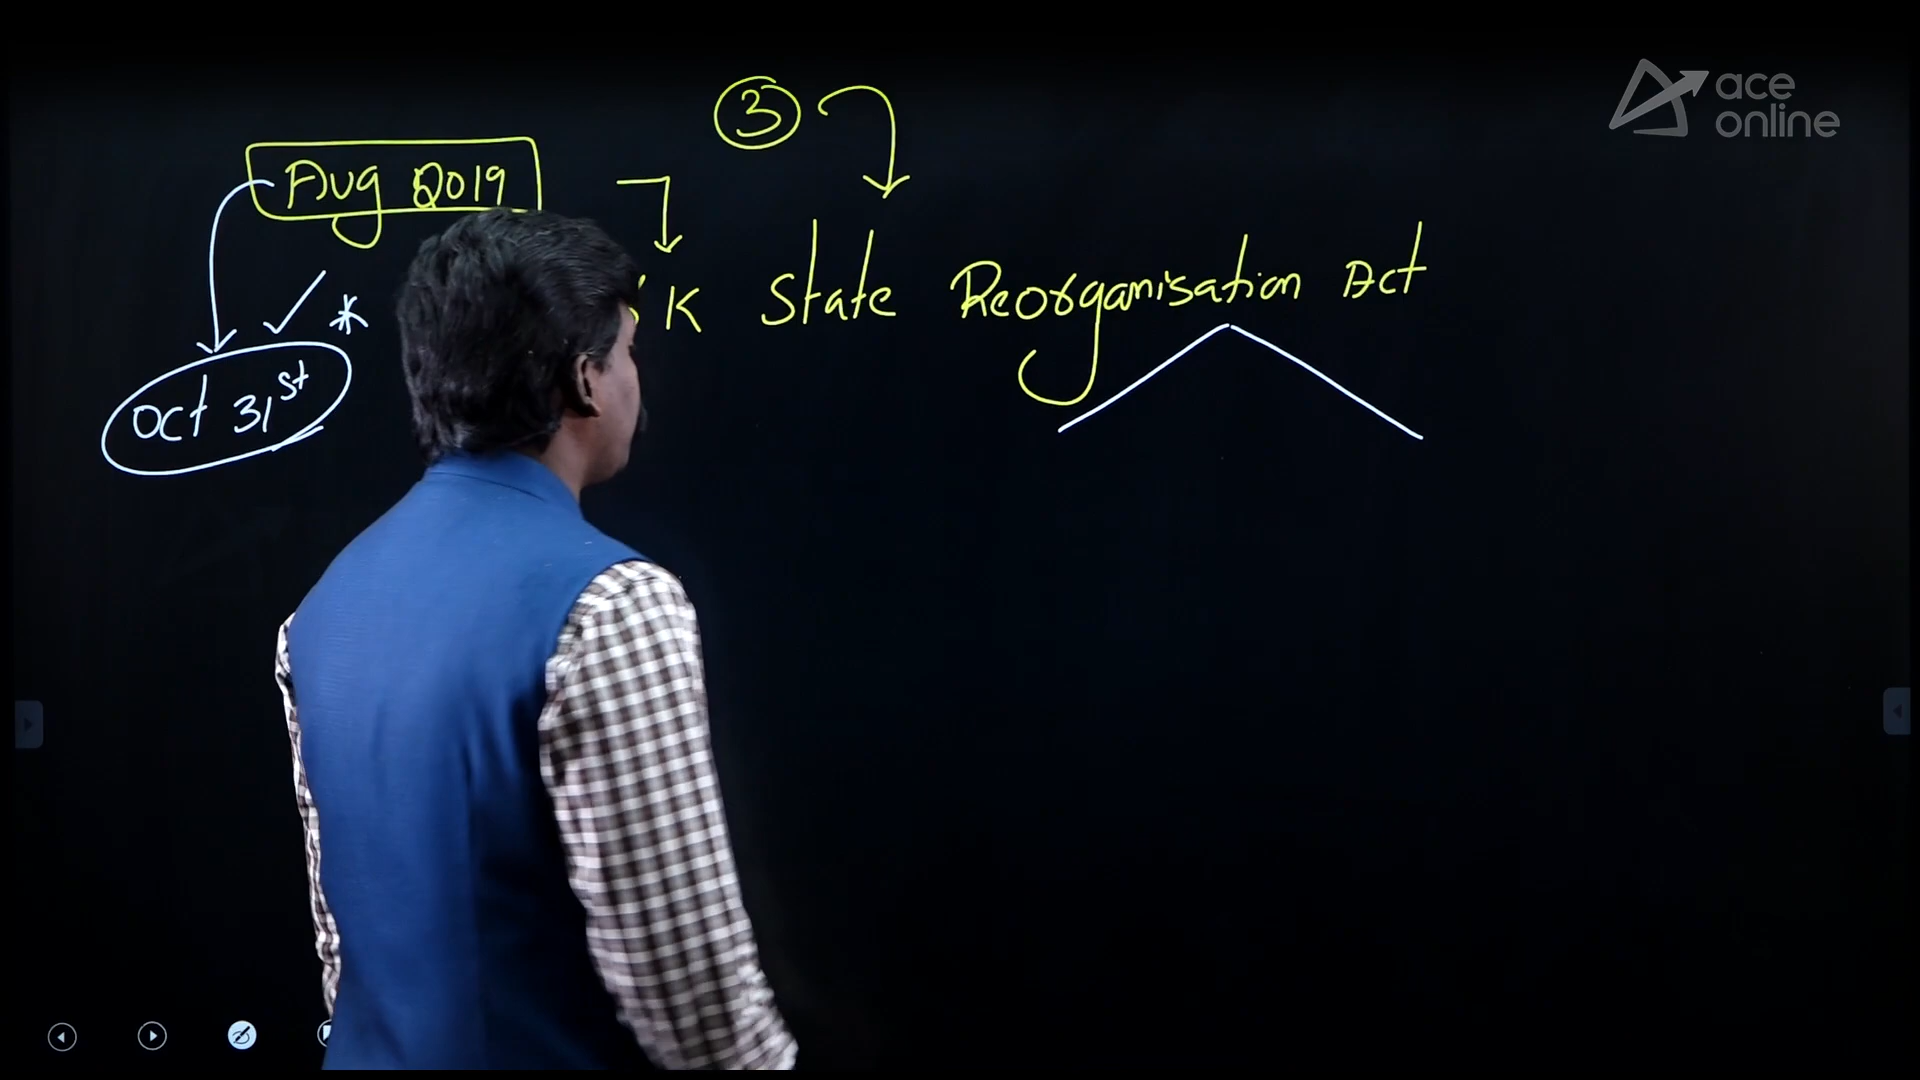 ace
online
3
Aug 2019
K State Reorganisation Act
Oct 31st